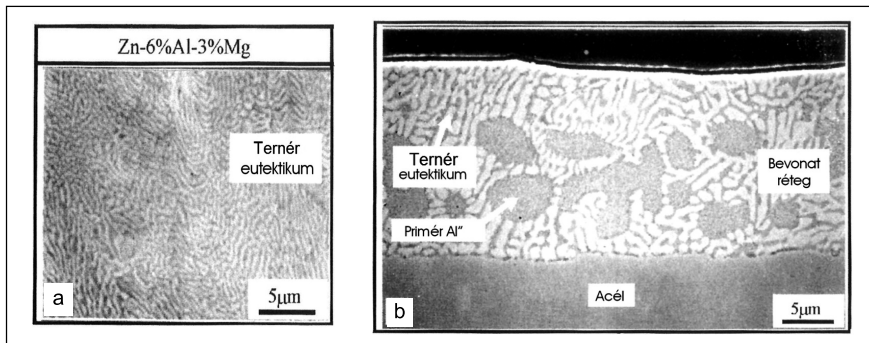 Zn-6%Al-3%Mg
Ternér
eutektikum
a
5µm
Ternér
eutektikum
Bevonat
réteg
Primér Al”
b
Acél
5µm